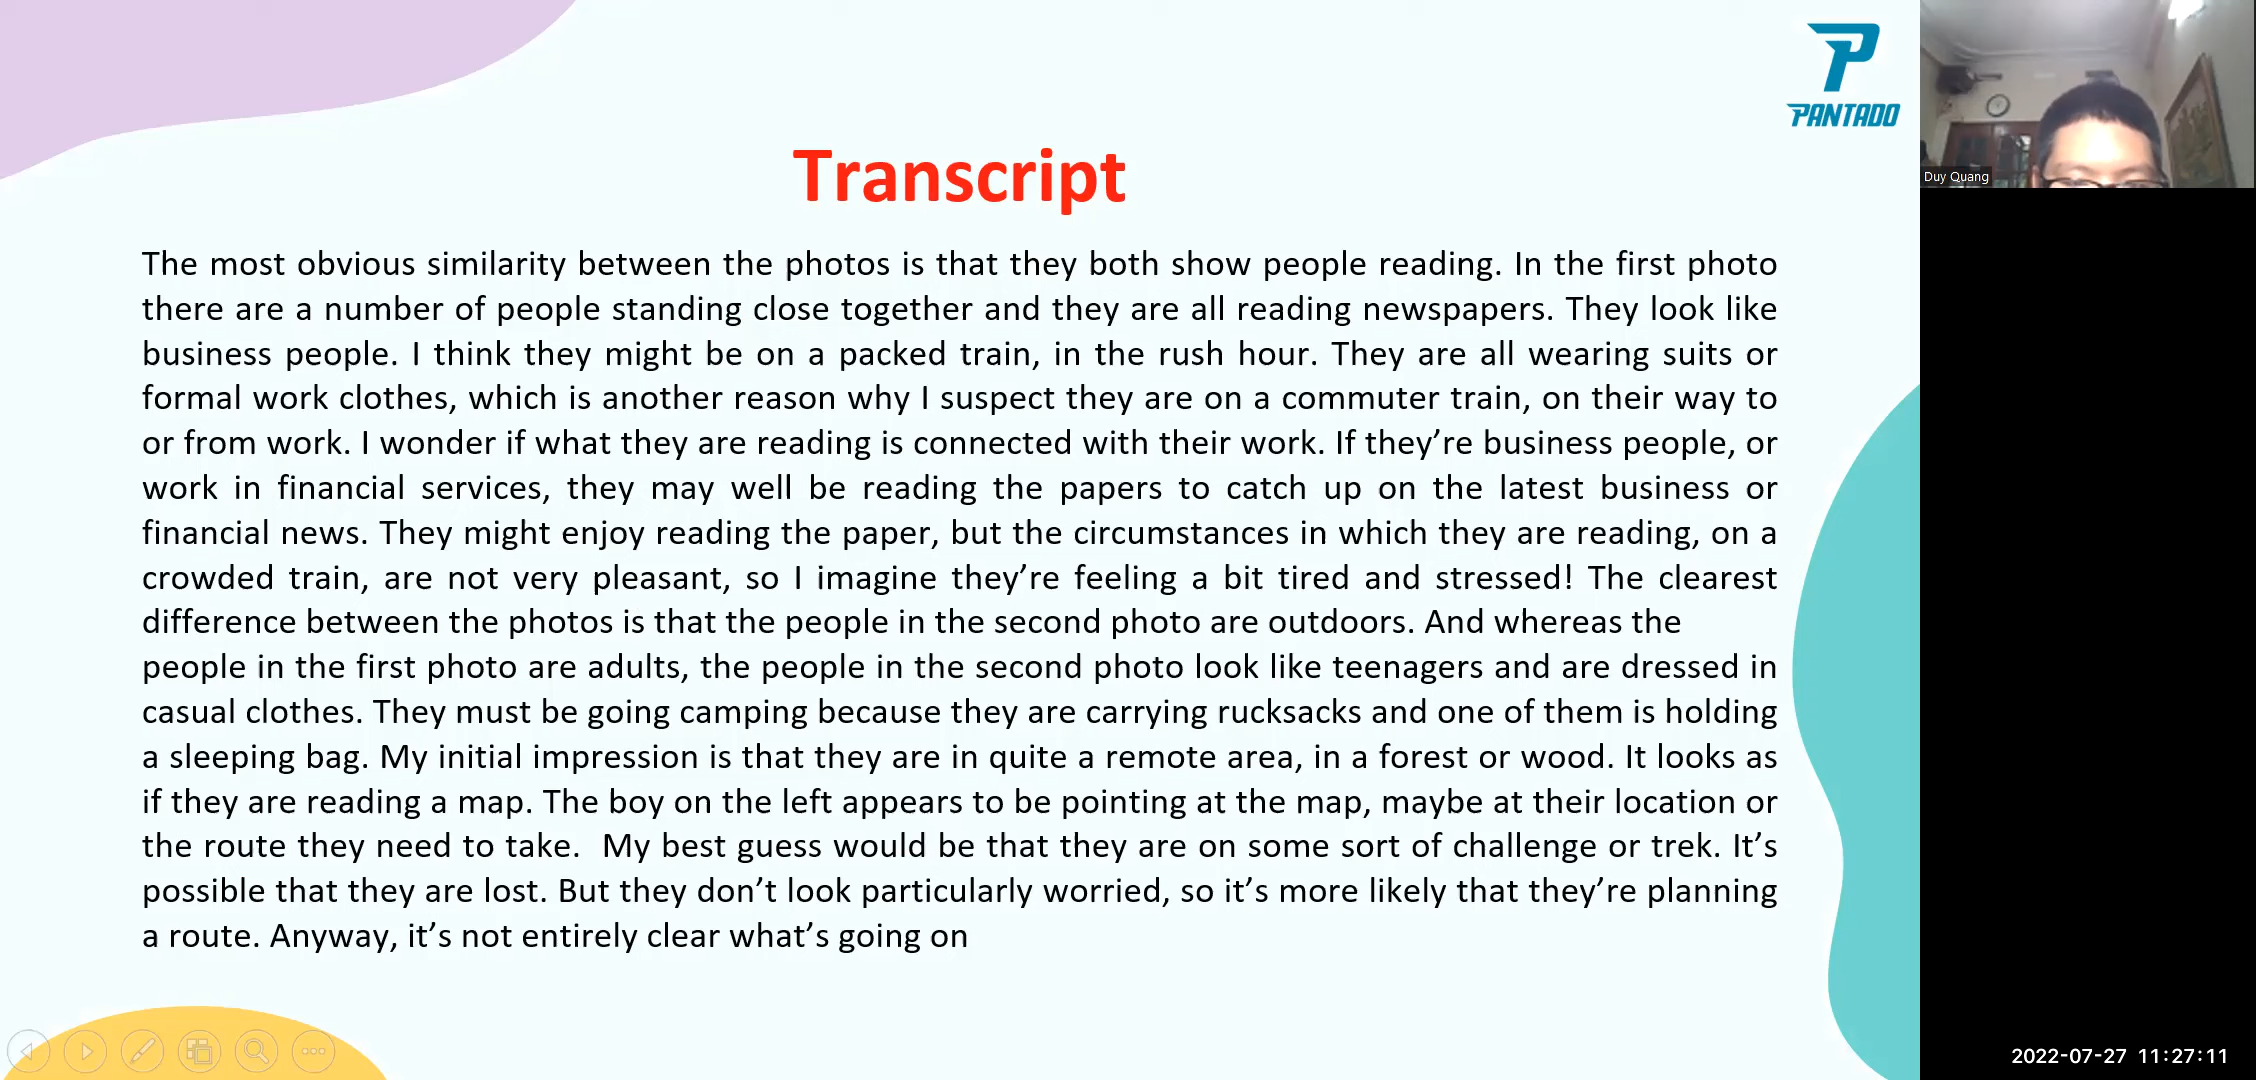 PANTADO
Transcript
The most obvious similarity between the photos is that they both show people reading. In the first photo
there are a number of people standing close together and they are all reading newspapers. They look like
business people. I think they might be on a packed train, in the rush hour. They are all wearing suits or
formal work clothes, which is another reason why I suspect they are on a commuter train, on their way to
or from work. I wonder if what they are reading is connected with their work. If they’re business people, or
work in financial services, they may well be reading the papers to catch up on the latest business or
financial news. They might enjoy reading the paper, but the circumstances in which they are reading, on a
crowded train, are not very pleasant, so I imagine they’re feeling a bit tired and stressed! The clearest
difference between the photos is that the people in the second photo are outdoors. And whereas the
people in the first photo are adults, the people in the second photo look like teenagers and are dressed in
casual clothes. They must be going camping because they are carrying rucksacks and one of them is holding
a sleeping bag. My initial impression is that they are in quite a remote area, in a forest or wood. It looks as
if they are reading a map. The boy on the left appears to be pointing at the map, maybe at their location or
the route they need to take.  My best guess would be that they are on some sort of challenge or trek. It’s
possible that they are lost. But they don’t look particularly worried, so it’s more likely that they’re planning
a route. Anyway, it’s not entirely clear what’s going on
Duy Quang
2022-07-27 11:27:11